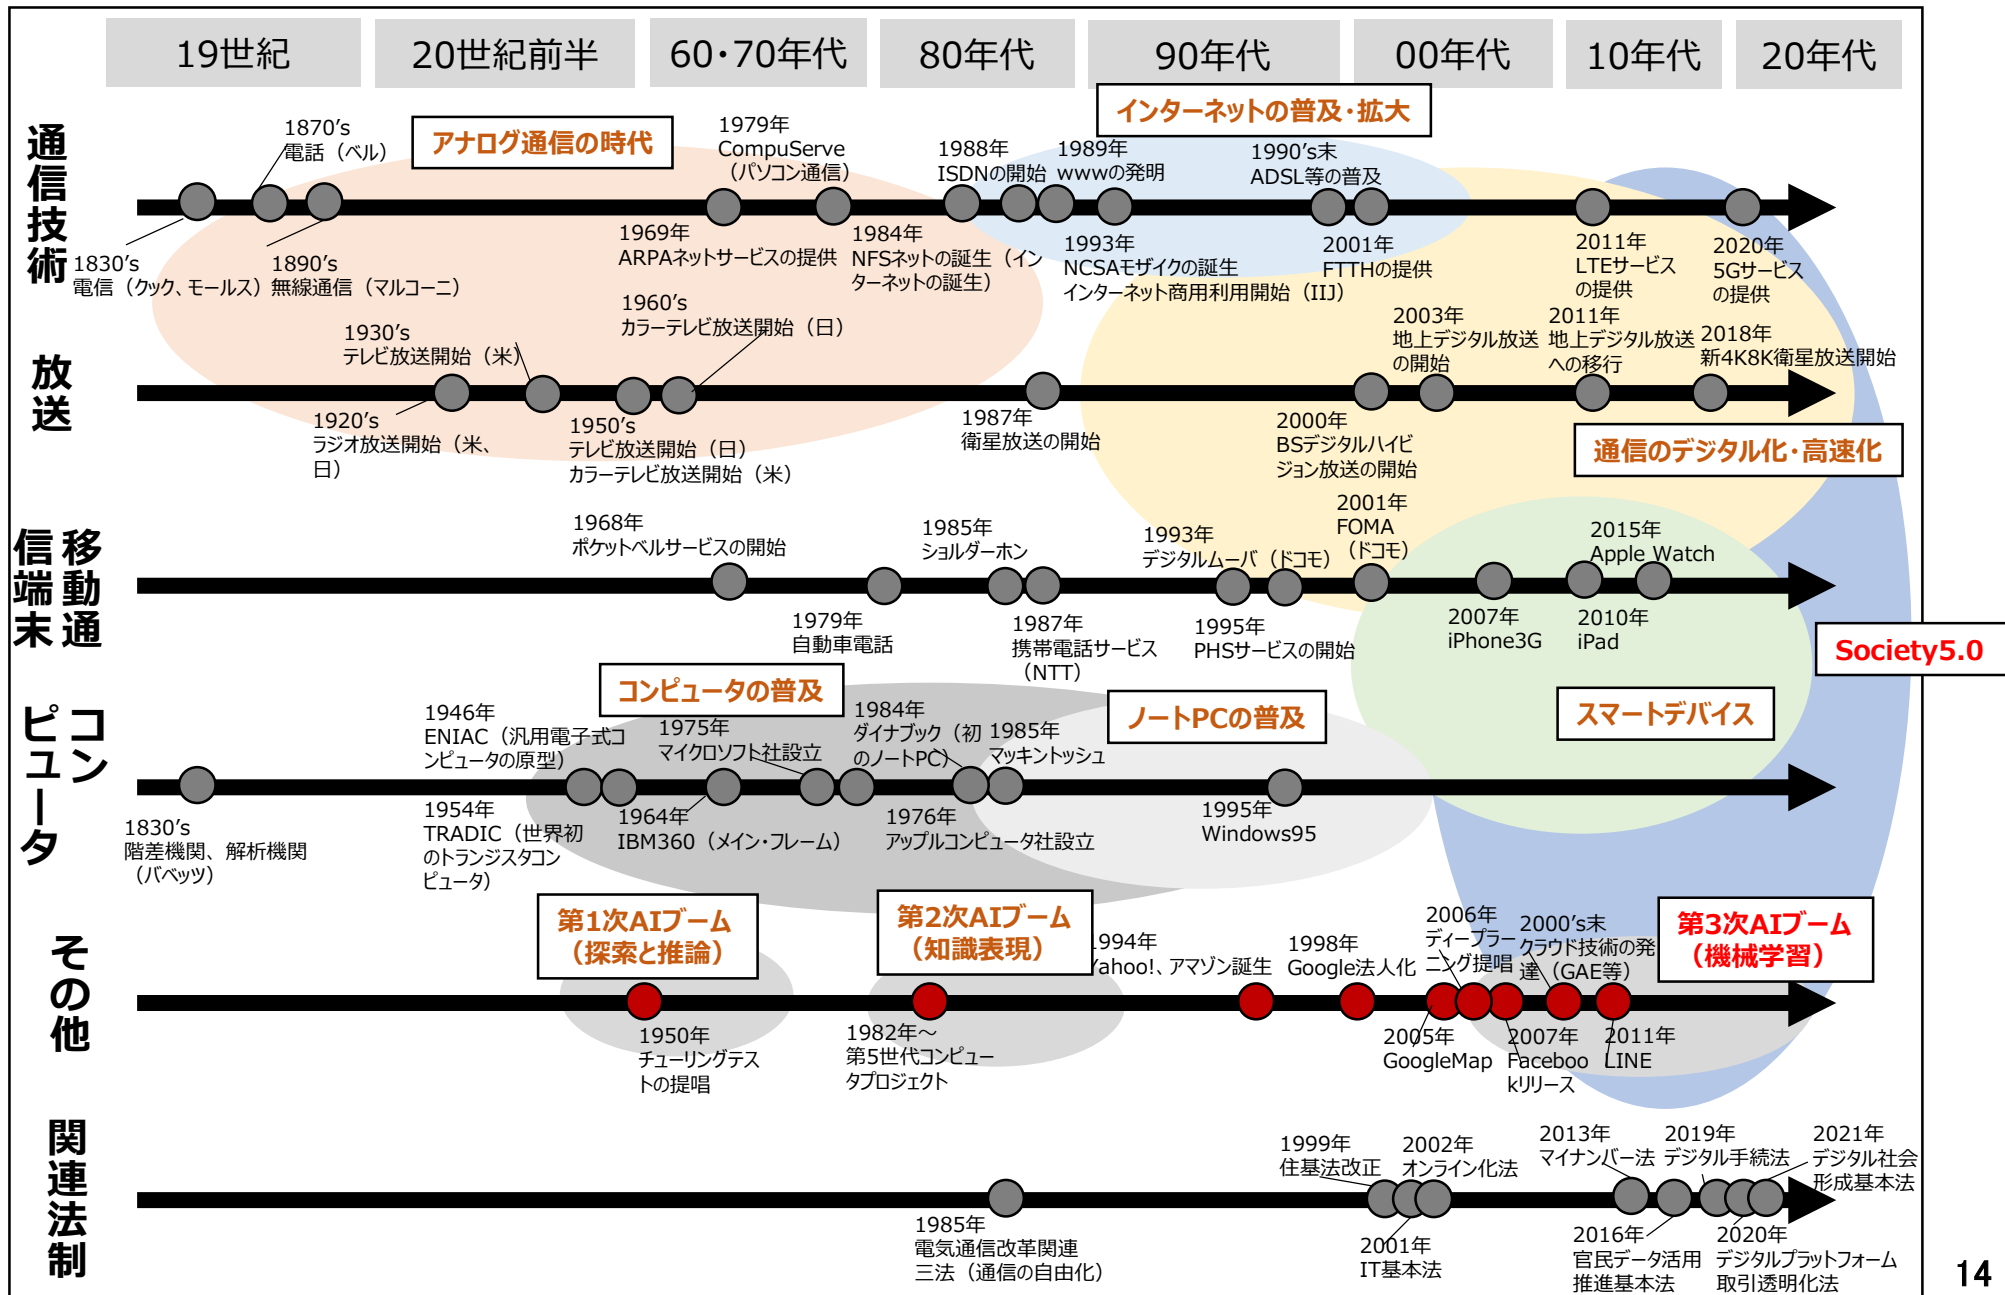 19世紀
20世紀前半
60・70年代
80年代
90年代
00年代
10年代
20年代
通信技術
アナログ通信の時代
インターネットの普及・拡大
1870's
電話（ベル）
1979年
CompuServe
（パソコン通信）
1988年
ISDNの開始
1989年
wwwの発明
1990's末
ADSL等の普及
1830's
電信（クック、モールス）
1890's
無線通信（マルコーニ）
1969年
ARPAネットサービスの提供
1984年
NFSネットの誕生（イン
ターネットの誕生）
1993年
NCSAモザイクの誕生
インターネット商用利用開始（IIJ）
2001年
FTTHの提供
2011年
LTEサービス
の提供
2020年
5Gサービス
の提供
放送
1930's
テレビ放送開始（米）
1960's
カラーテレビ放送開始（日）
2003年
地上デジタル放送
の開始
2011年
地上デジタル放送
への移行
2018年
新4K8K衛星放送開始
1920's
ラジオ放送開始（米、
日）
1950's
テレビ放送開始（日）
カラーテレビ放送開始（米）
1987年
衛星放送の開始
2000年
BSデジタルハイビ
ジョン放送の開始
通信のデジタル化・高速化
移動通
信端末
1968年
ポケットベルサービスの開始
1985年
ショルダーホン
1993年
デジタルムーバ（ドコモ）
2001年
FOMA
（ドコモ）
2015年
Apple Watch
1979年
自動車電話
1987年
携帯電話サービス
（NTT）
1995年
PHSサービスの開始
2007年
iPhone3G
2010年
iPad
Society5.0
コン
ピュータ
コンピュータの普及
ノートPCの普及
スマートデバイス
1946年
ENIAC（汎用電子式コ
ンピュータの原型）
1975年
マイクロソフト社設立
1984年
ダイナブック（初
のノートPC）
1985年
マッキントッシュ
1830's
階差機関、解析機関
（バベッツ）
1954年
TRADIC（世界初
のトランジスタコン
ピュータ）
1964年
IBM360（メイン・フレーム）
1976年
アップルコンピュータ社設立
1995年
Windows95
その他
第1次AIブーム
（探索と推論）
第2次AIブーム
（知識表現）
第3次AIブーム
（機械学習）
1994年
Yahoo!、アマゾン誕生
1998年
Google法人化
2006年
ディープラー
ニング提唱
2000's末
クラウド技術の発
達（GAE等）
1950年
チューリングテス
トの提唱
1982年～
第5世代コンピュー
タプロジェクト
2005年
GoogleMap
2007年
Faceboo
kリリース
2011年
LINE
関連法制
1999年
住基法改正
2002年
オンライン化法
2013年
マイナンバー法
2019年
デジタル手続法
2021年
デジタル社会
形成基本法
1985年
電気通信改革関連
三法（通信の自由化）
2001年
IT基本法
2016年
官民データ活用
推進基本法
2020年
デジタルプラットフォーム
取引透明化法
14